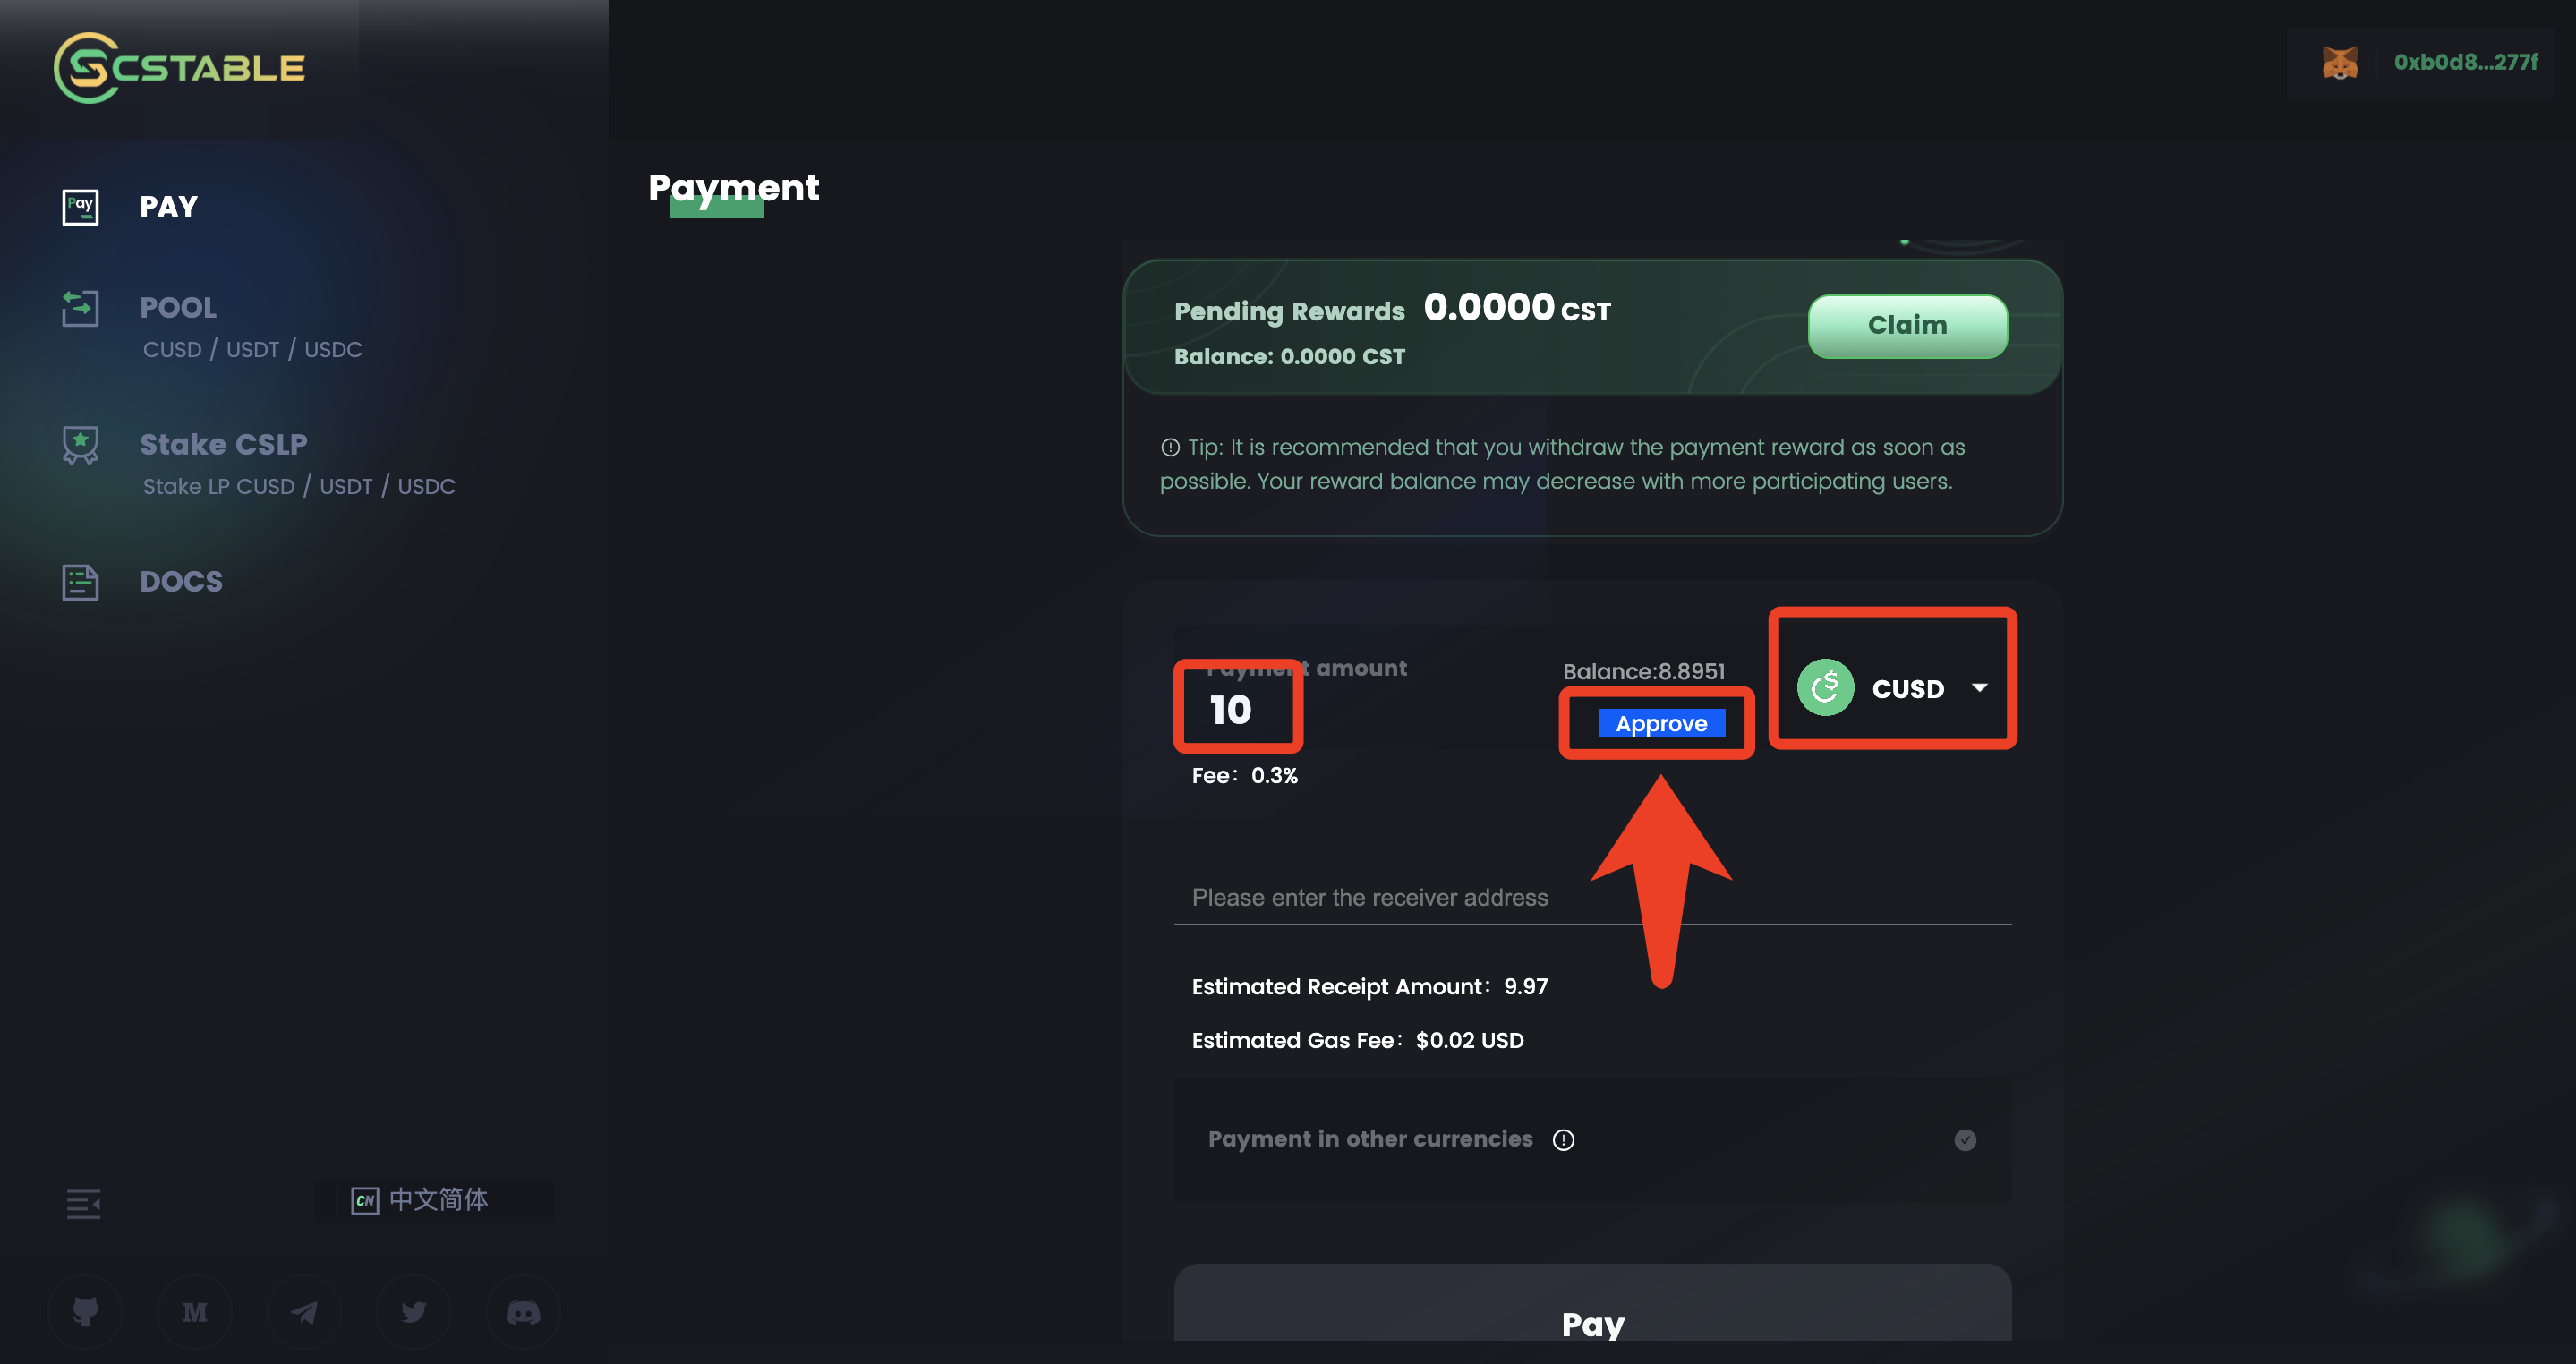 CSTABLE
0xb0d8...277f
Pay
PAY
POOL
CUSD / USDT / USDC
Stake CSLP
Stake LP CUSD / USDT / USDC
DOCS
CN 中文简体
M
Payment
Pending Rewards 0.0000 CST
Balance: 0.0000 CST
Claim
Tip: It is recommended that you withdraw the payment reward as soon as
possible. Your reward balance may decrease with more participating users.
Payment amount
Balance:8.8951
10
Approve
CUSD
Fee: 0.3%
Please enter the receiver address
Estimated Receipt Amount: 9.97
Estimated Gas Fee: $0.02 USD
Payment in other currencies
Pay